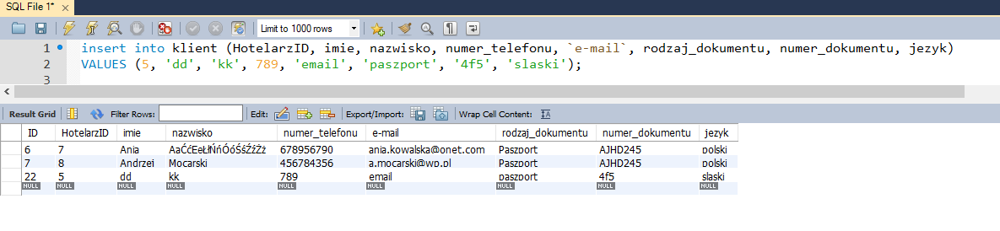 SQL File 1* ×
Limit to 1000 rows
1 insert into klient (HotelarzID, imie, nazwisko, numer_telefonu, `e-mail`, rodzaj_dokumentu, numer_dokumentu, jezyk)
2 VALUES (5, 'dd', 'kk', 789, 'email', 'paszport', '4f5', 'slaski');
3
Result Grid Filter Rows: Edit: Export/Import: Wrap Cell Content:
ID HotelarzID imie nazwisko numer_telefonu e-mail rodzaj_dokumentu numer_dokumentu jezyk
6 7 Ania AaĆćEeŁłŃńÓóŚśŹźŻż 678956790 ania.kowalska@onet.com Paszport AJHD245 polski
7 8 Andrzej Mocarski 456784356 a.mocarski@wp.pl Paszport AJHD245 polski
22 5 dd kk 789 email paszport 4f5 slaski
NULL NULL NULL NULL NULL NULL NULL NULL NULL